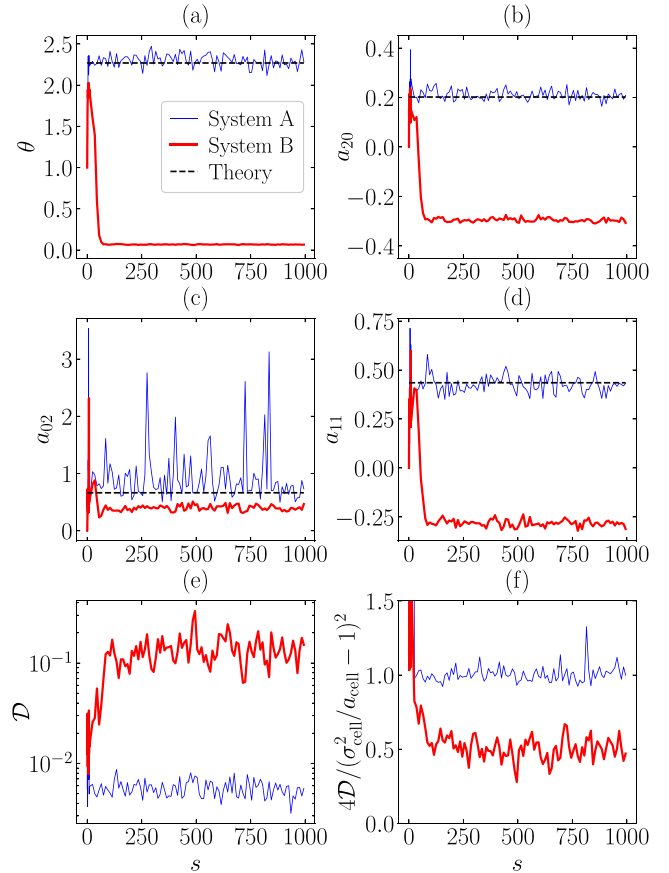 (a)
(b)
2.5
2.0
1.5
1.0
0.5
0.0
θ
System A
System B
Theory
0.4
0.2
0.0
−0.2
−0.4
a₂₀
0 250 500 750 1000
0 250 500 750 1000
(c)
(d)
3
2
1
0
a₀₂
0.75
0.50
0.25
0.00
−0.25
a₁₁
0 250 500 750 1000
0 250 500 750 1000
(e)
(f)
10⁻¹
10⁻²
𝒟
1.5
1.0
0.5
0.0
4𝒟/(σ²cell/acell − 1)²
0 250 500 750 1000
0 250 500 750 1000
s
s